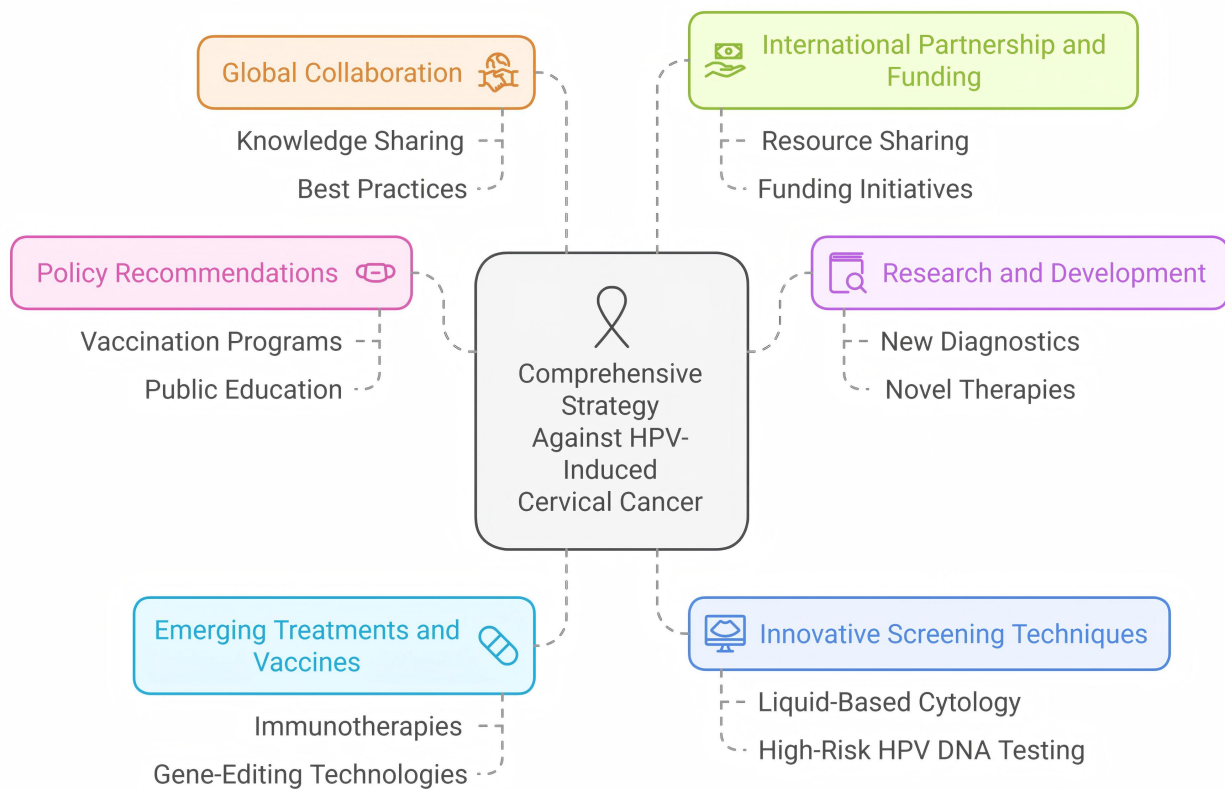 Global Collaboration
Knowledge Sharing
Best Practices
International Partnership and
Funding
Resource Sharing
Funding Initiatives
Policy Recommendations
Vaccination Programs
Public Education
Comprehensive
Strategy
Against HPV-
Induced
Cervical Cancer
Research and Development
New Diagnostics
Novel Therapies
Emerging Treatments and
Vaccines
Immunotherapies
Gene-Editing Technologies
Innovative Screening Techniques
Liquid-Based Cytology
High-Risk HPV DNA Testing